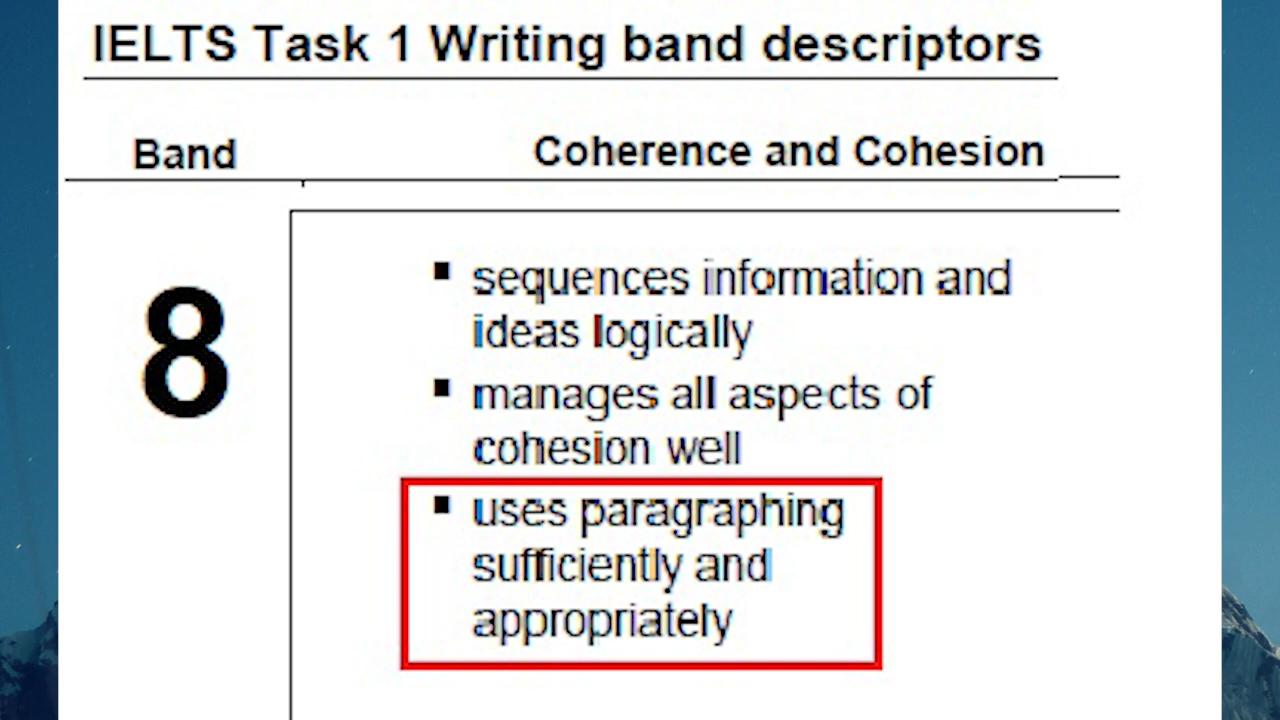 IELTS Task 1 Writing band descriptors
Band
Coherence and Cohesion
8
▪ sequences information and
ideas logically
▪ manages all aspects of
cohesion well
▪ uses paragraphing
sufficiently and
appropriately